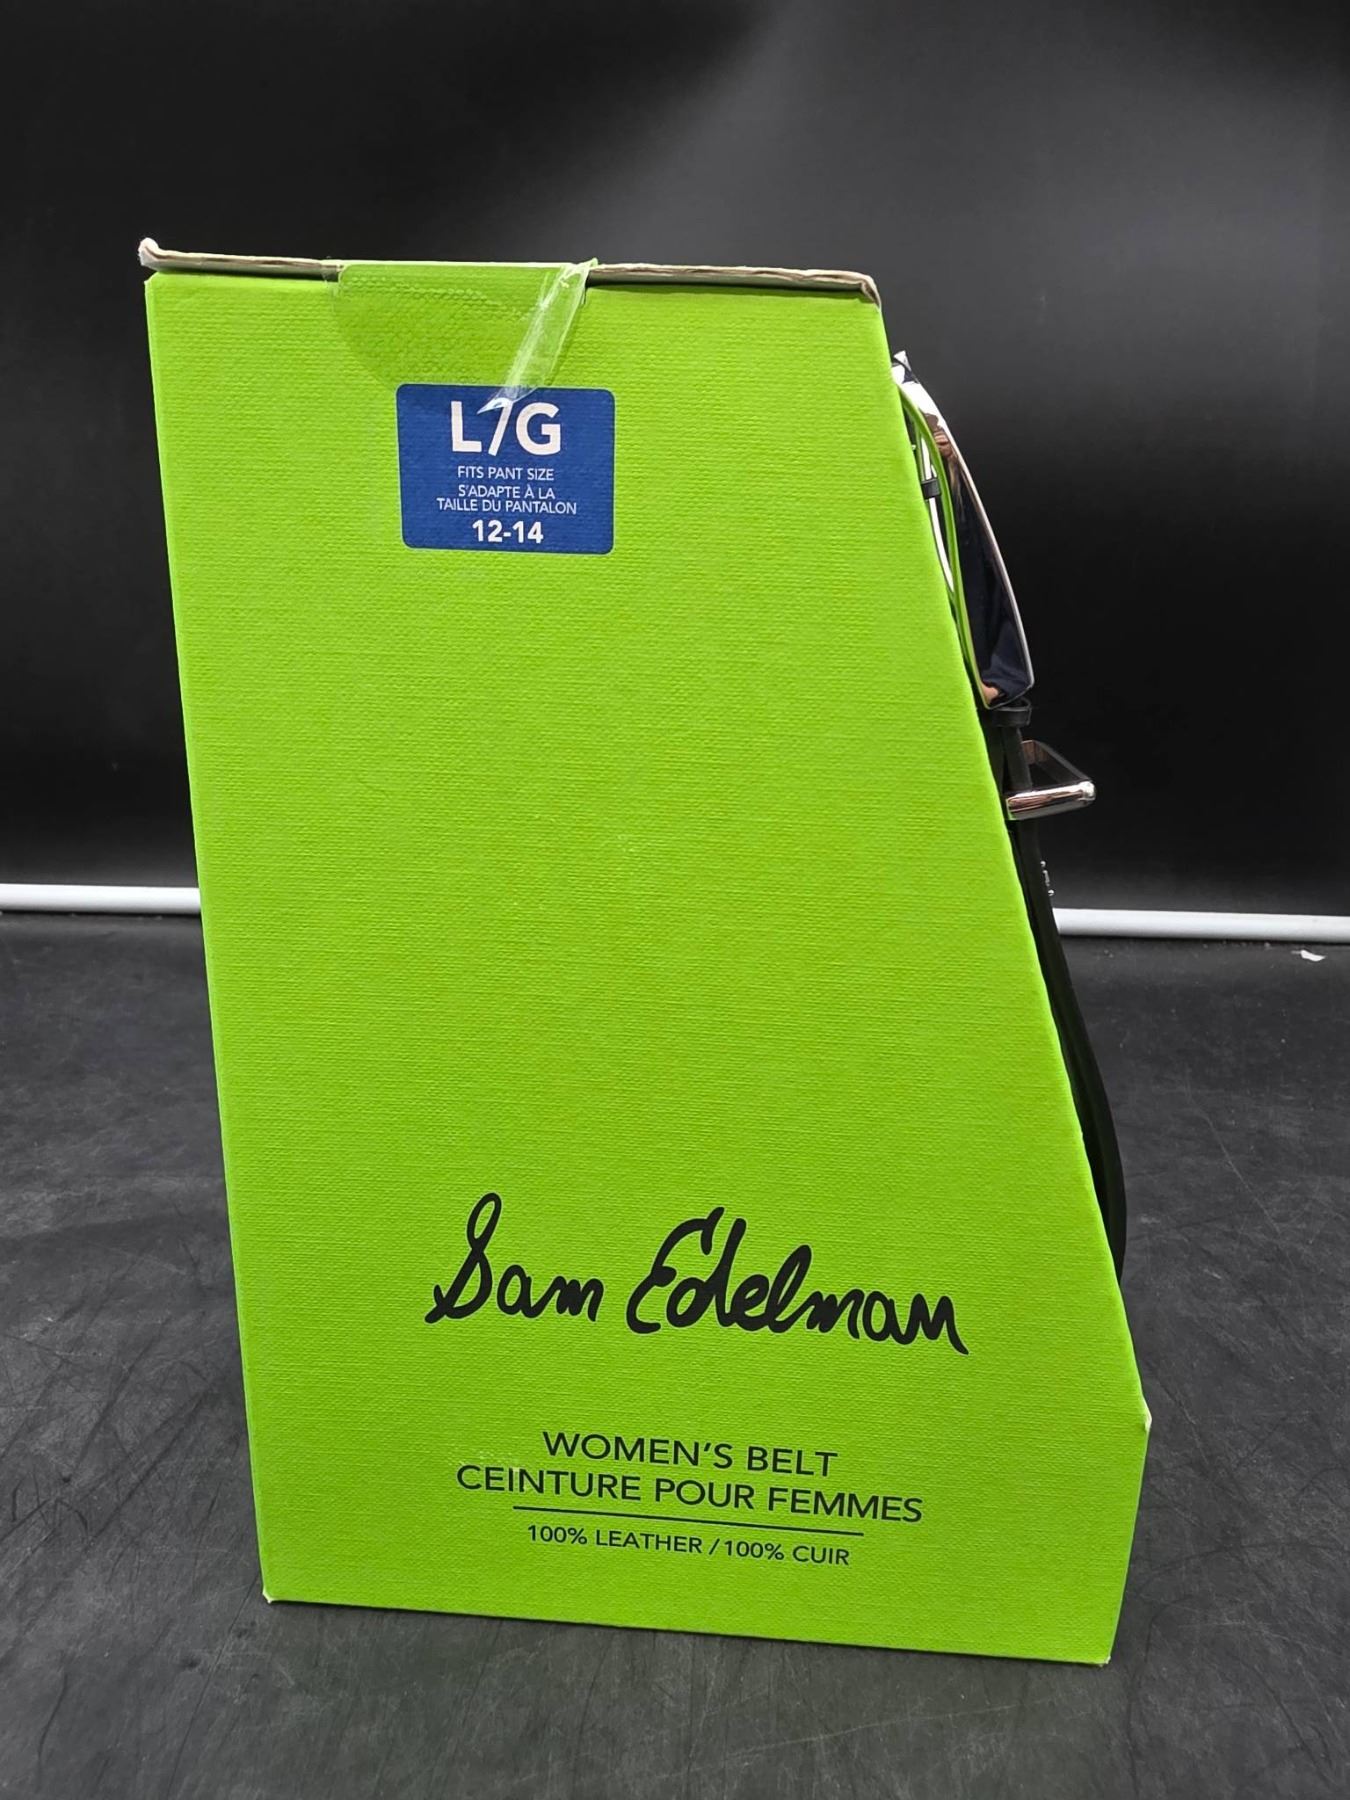 L/G
FITS PANT SIZE
S'ADAPTE À LA
TAILLE DU PANTALON
12-14
Sam Edelman
WOMEN'S BELT
CEINTURE POUR FEMMES
100% LEATHER / 100% CUIR